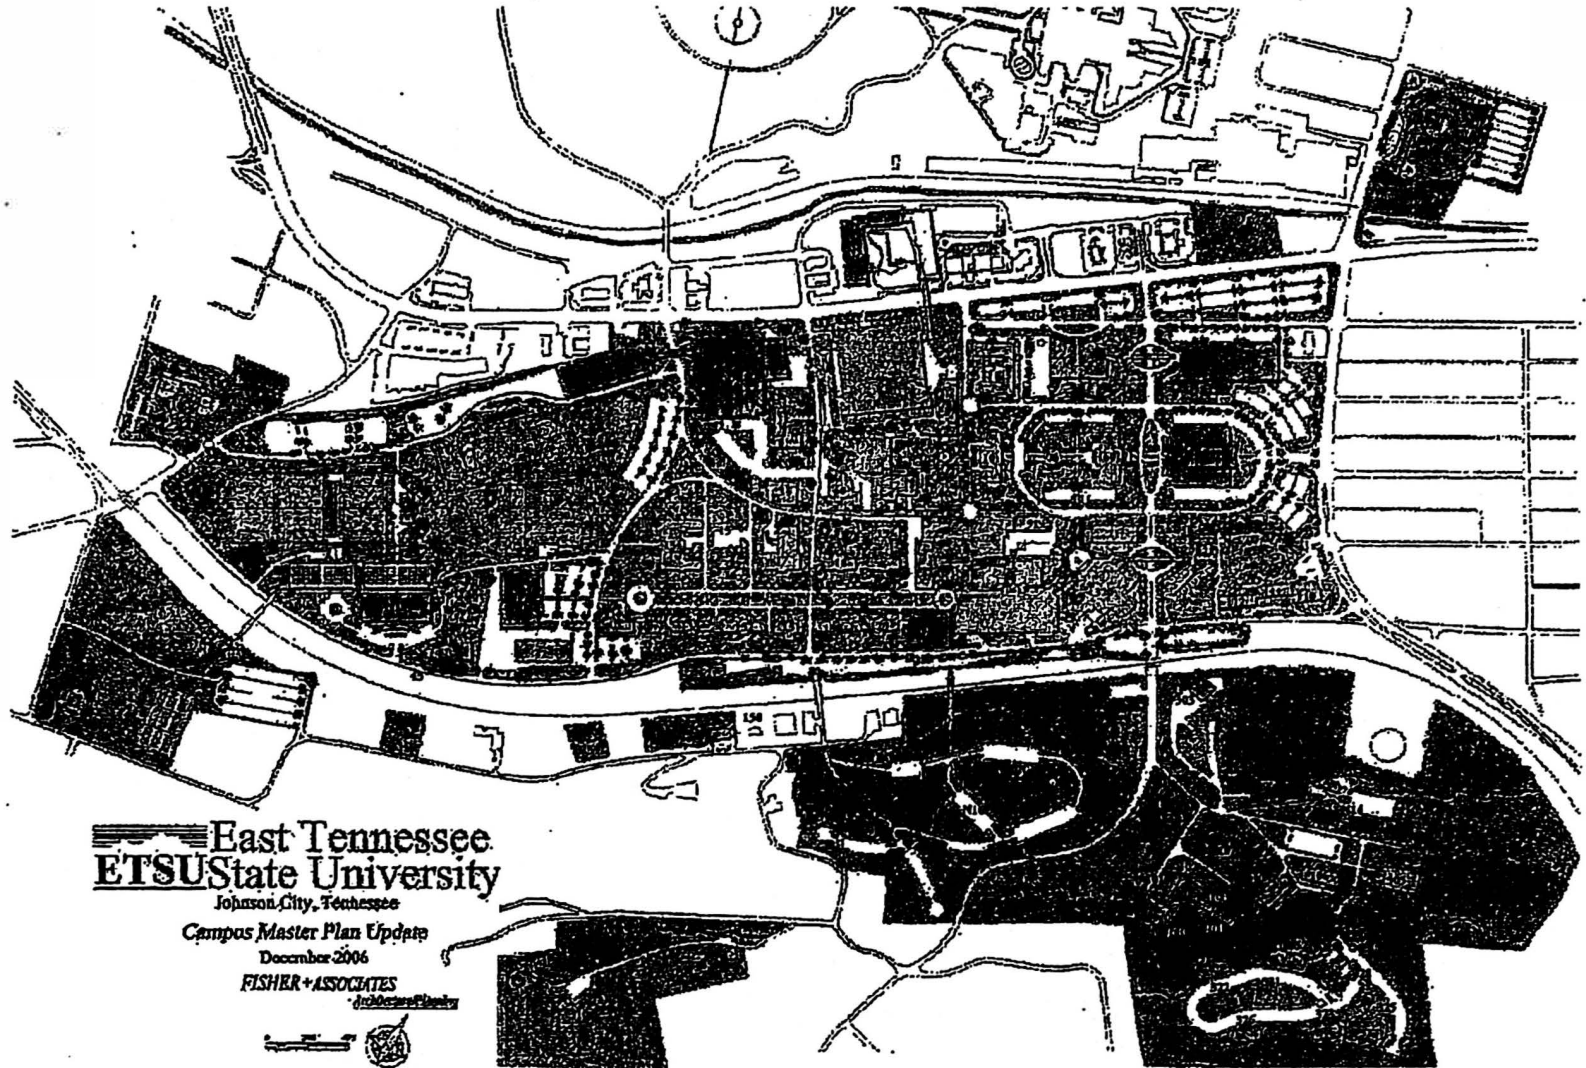 East Tennessee
ETSU State University
Johnson City, Tennessee
Campus Master Plan Update
December 2006
FISHER+ASSOCIATES